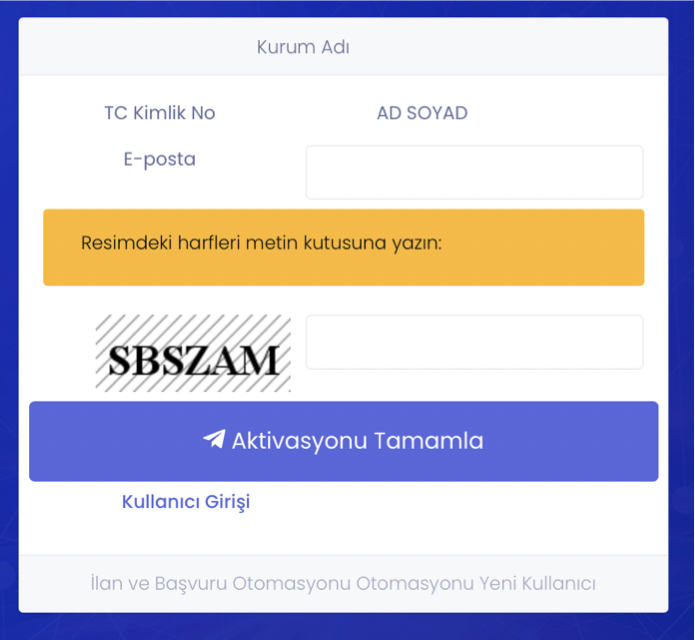 Kurum Adı
TC Kimlik No AD SOYAD
E-posta
Resimdeki harfleri metin kutusuna yazın:
SBSZAM
Aktivasyonu Tamamla
Kullanıcı Girişi
İlan ve Başvuru Otomasyonu Otomasyonu Yeni Kullanıcı